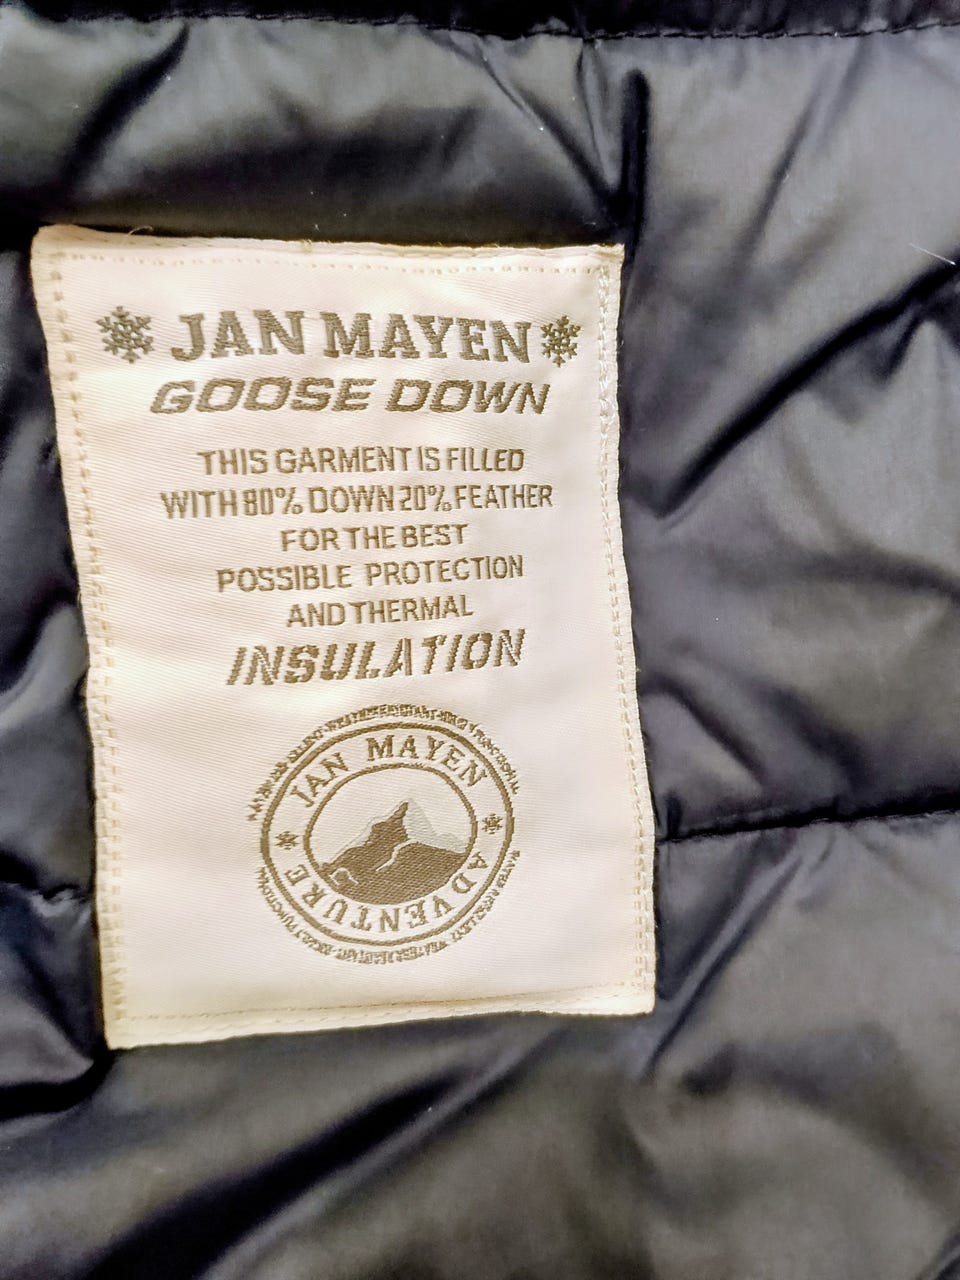 JAN MAYEN
GOOSE DOWN
THIS GARMENT IS FILLED
WITH 80% DOWN 20% FEATHER
FOR THE BEST
POSSIBLE PROTECTION
AND THERMAL
INSULATION
JAN MAYEN
ADVENTURE